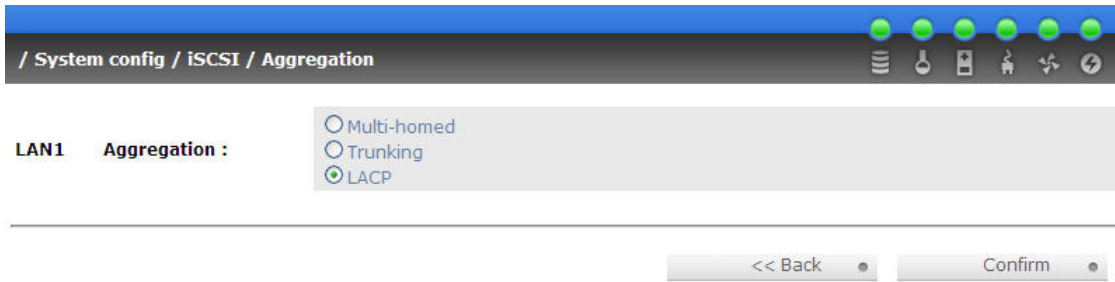 / System config / iSCSI / Aggregation
LAN1 Aggregation :
Multi-homed
Trunking
LACP
<< Back
Confirm